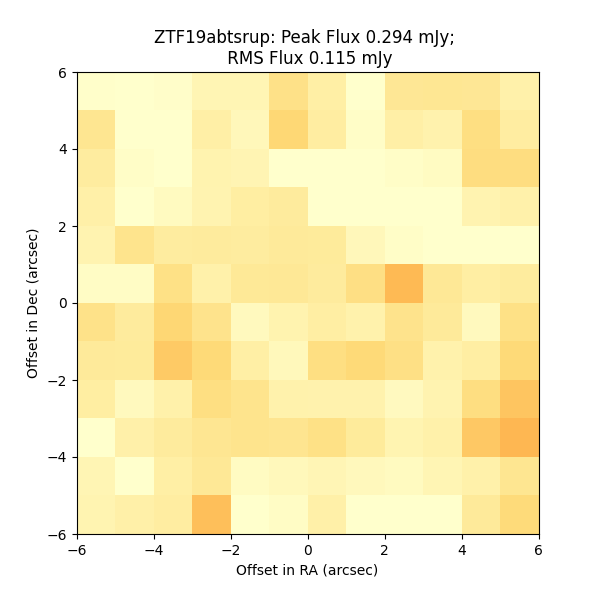 ZTF19abtsrup: Peak Flux 0.294 mJy;
RMS Flux 0.115 mJy
6
4
2
0
−2
−4
−6
Offset in Dec (arcsec)
−6 −4 −2 0 2 4 6
Offset in RA (arcsec)